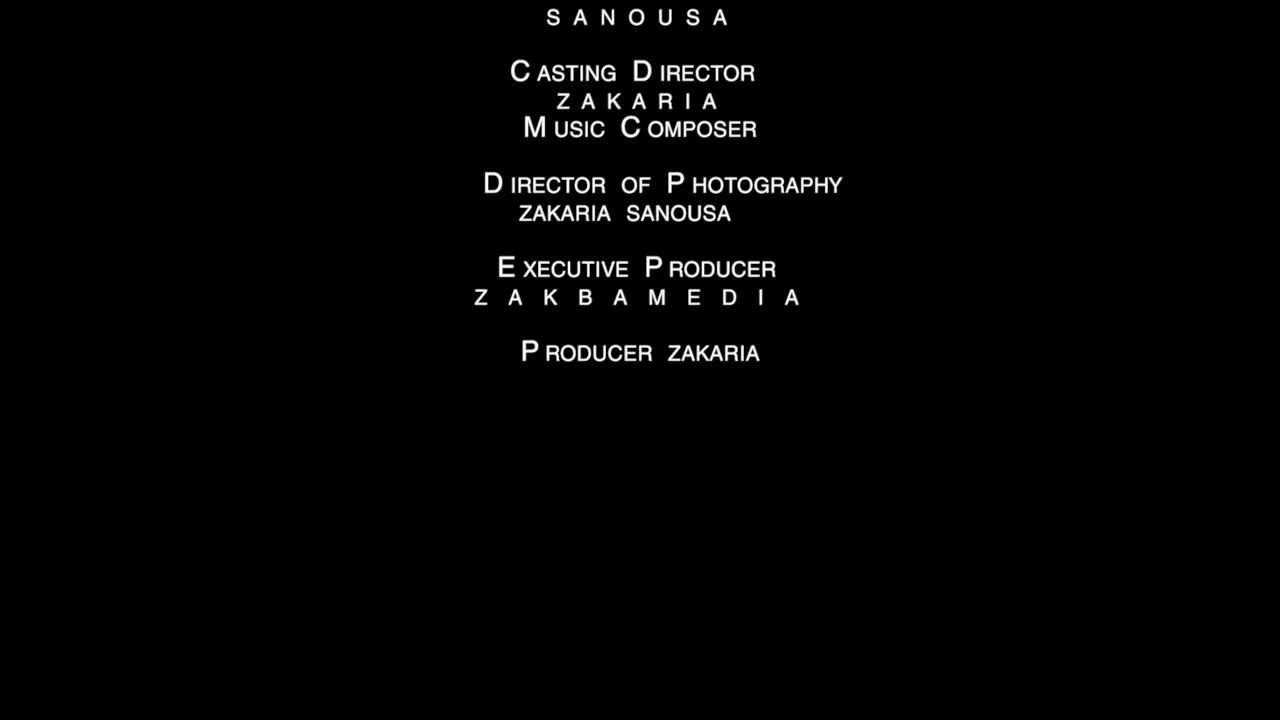 S A N O U S A
CASTING DIRECTOR
Z A K A R I A
MUSIC COMPOSER
DIRECTOR OF PHOTOGRAPHY
ZAKARIA SANOUSA
EXECUTIVE PRODUCER
Z A K B A M E D I A
PRODUCER ZAKARIA